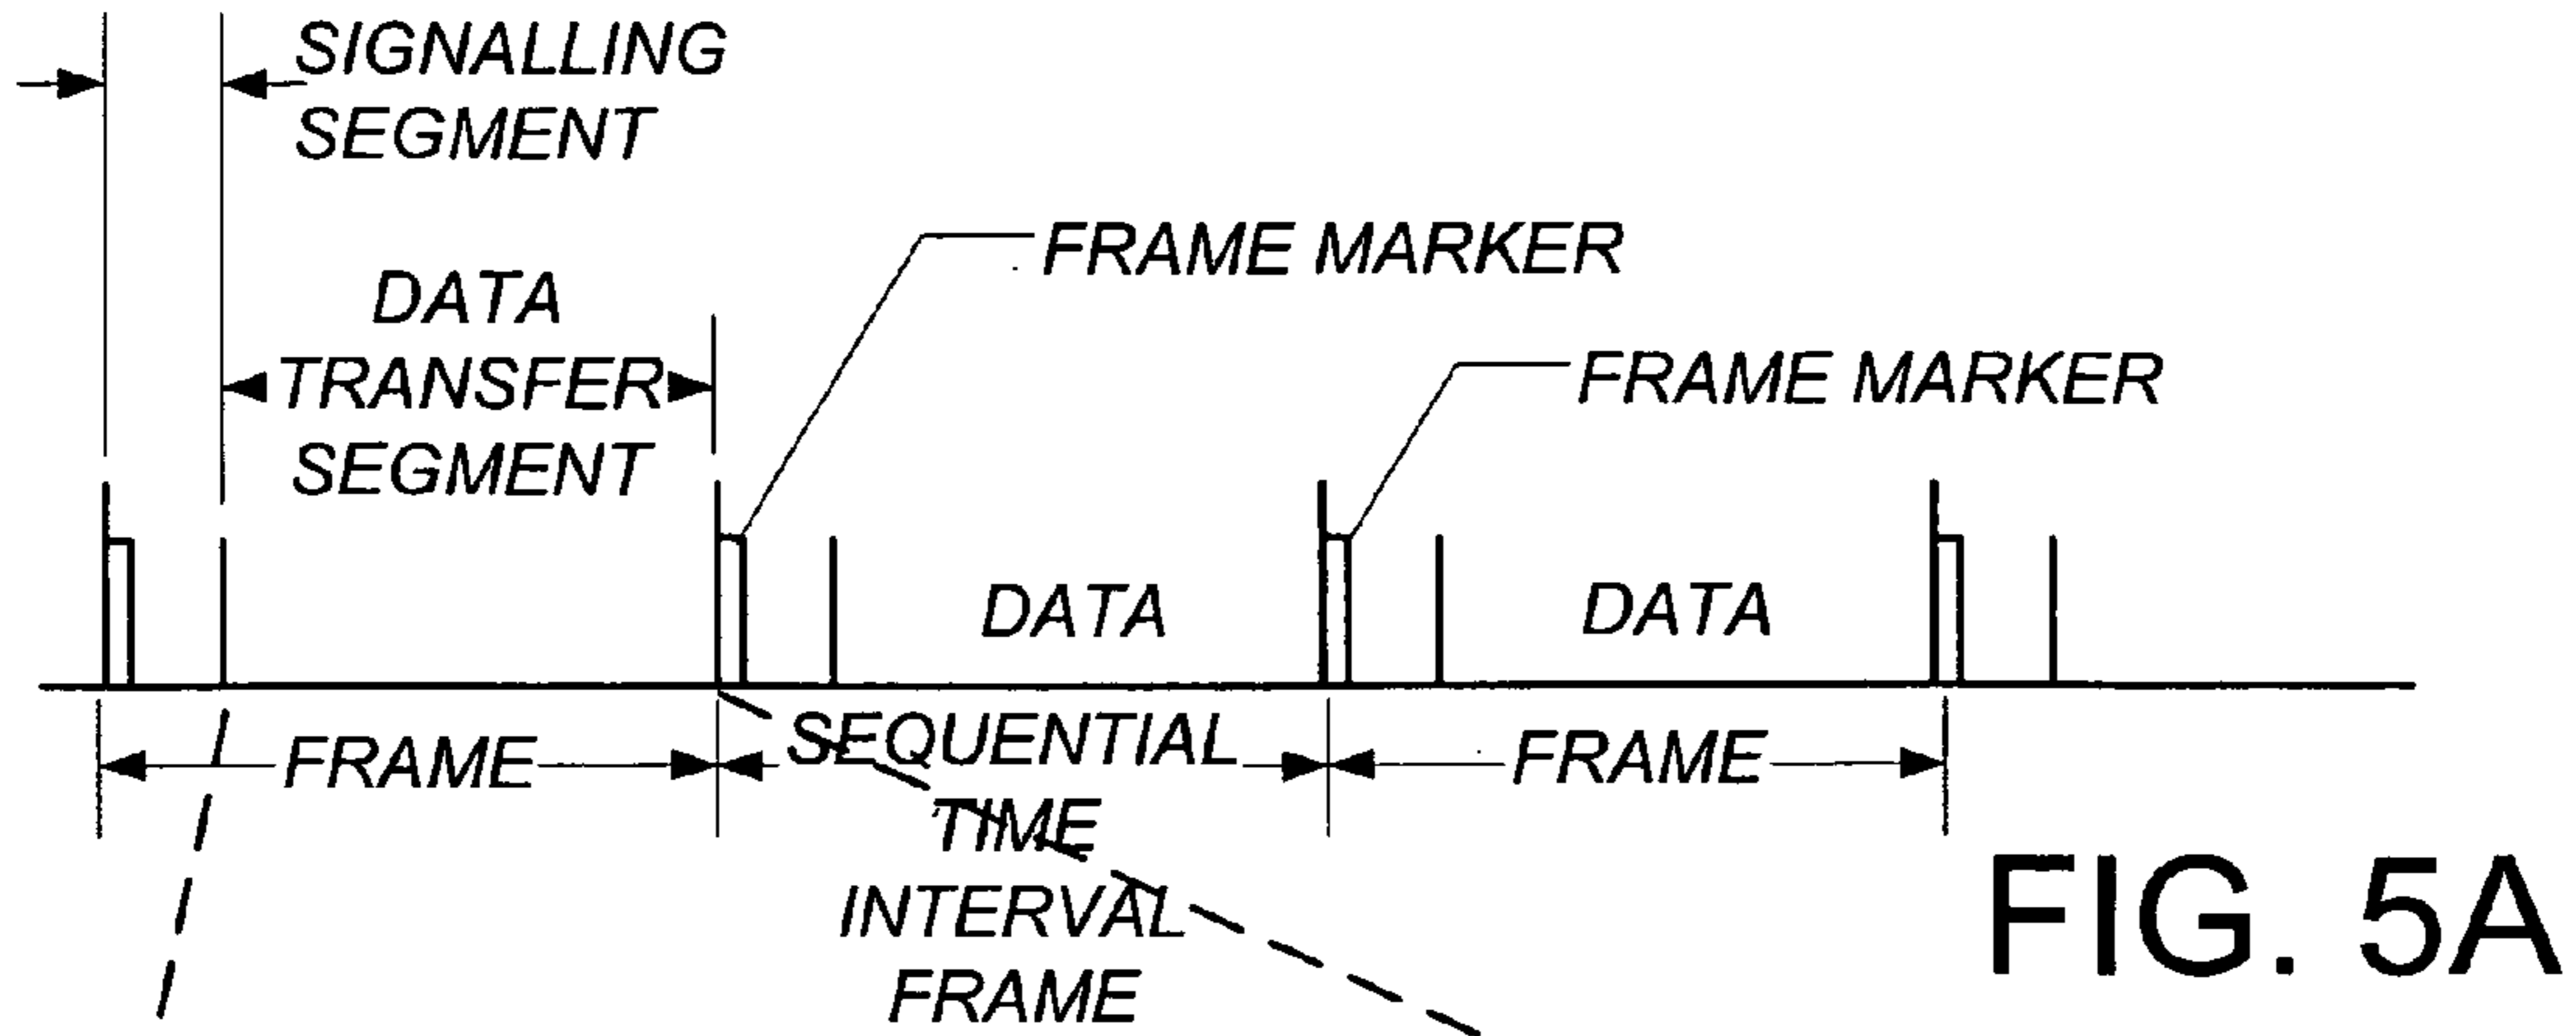 SIGNALLING
SEGMENT
FRAME MARKER
DATA
TRANSFER
SEGMENT
FRAME MARKER
DATA
DATA
FRAME
SEQUENTIAL
TIME
INTERVAL
FRAME
FRAME
FIG. 5A